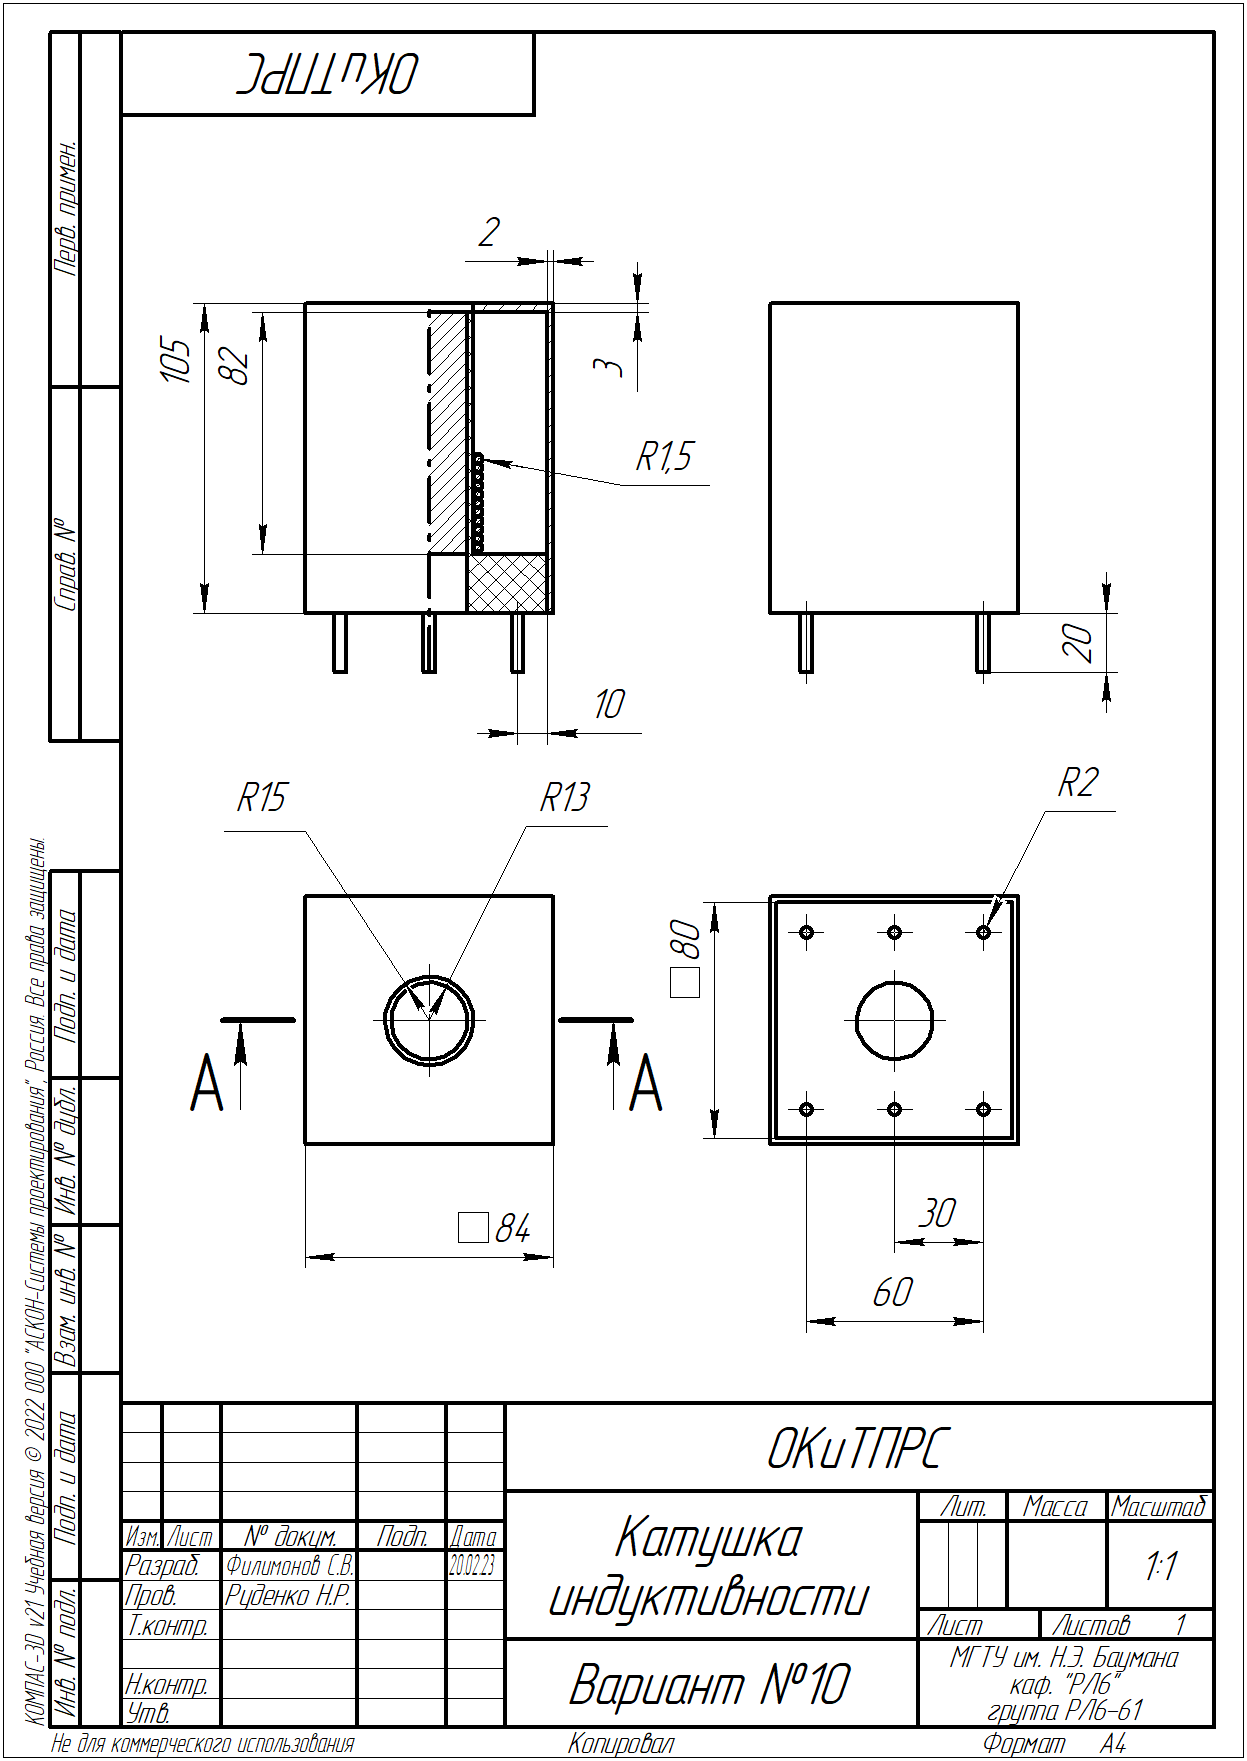 ОКиТПРС
Перв. примен.
Справ. №
Подп. и дата
Инв. № дубл.
Взам. инв. №
Подп. и дата
Инв. № подл.
КОМПАС-3D v21 Учебная версия © 2022 ООО "АСКОН-Системы проектирования", Россия. Все права защищены.
2
105
82
3
R1,5
20
10
R15
R13
R2
А
А
□84
□80
30
60
ОКиТПРС
Лит.
Масса
Масштаб
Катушка
индуктивности
1:1
Изм.
Лист
№ докум.
Подп.
Дата
Разраб.
Филимонов С.В.
20.02.23
Пров.
Руденко Н.Р.
Т.контр.
Лист
Листов 1
Н.контр.
Утв.
Вариант №10
МГТУ им. Н.Э. Баумана
каф. "РЛ6"
группа РЛ6-61
Не для коммерческого использования
Копировал
Формат А4